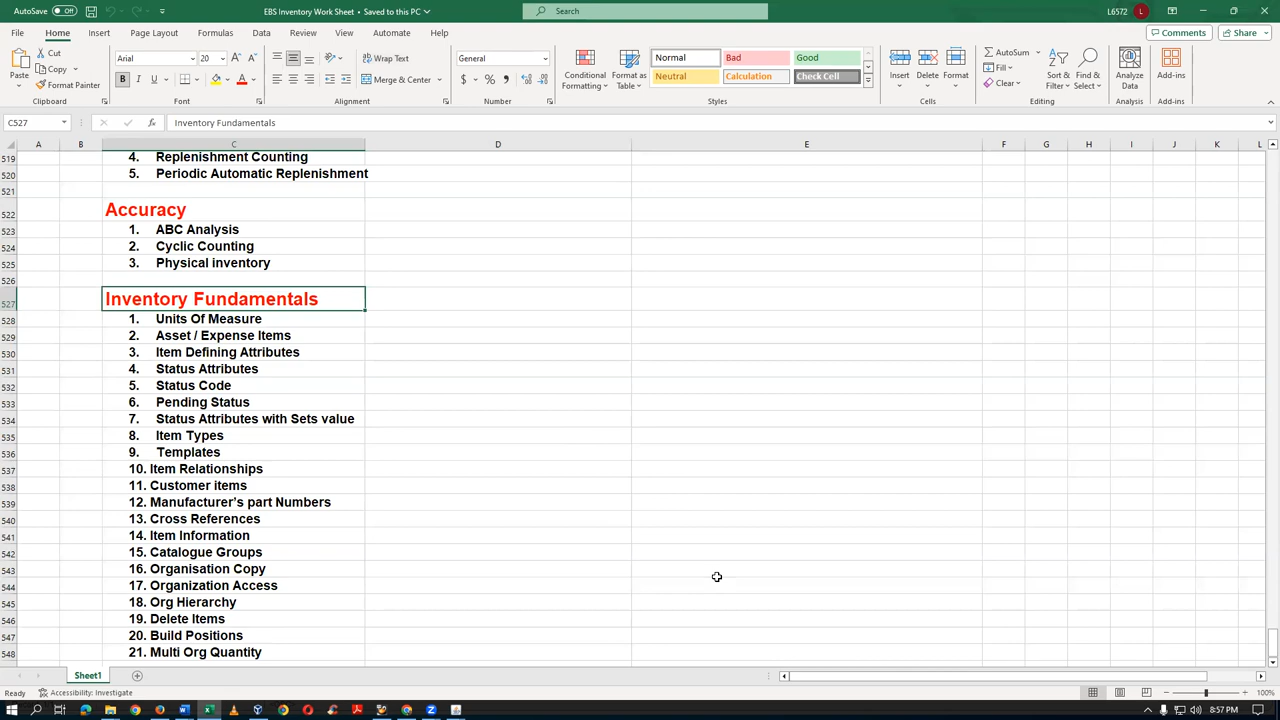 AutoSave Off
EBS Inventory Work Sheet • Saved to this PC
Search
L6572
L
File
Home
Insert
Page Layout
Formulas
Data
Review
View
Automate
Help
Comments
Share
Paste
Cut
Copy
Format Painter
Clipboard
Arial
20
B I U
Font
Wrap Text
Merge & Center
Alignment
General
$ % ,
Number
Conditional Formatting
Format as Table
Normal
Bad
Good
Neutral
Calculation
Check Cell
Styles
Insert
Delete
Format
Cells
AutoSum
Fill
Clear
Sort & Filter
Find & Select
Editing
Analyze Data
Analysis
Add-ins
Add-ins
C527
fx
Inventory Fundamentals
A B C D E F G H I J K L
519 4. Replenishment Counting
520 5. Periodic Automatic Replenishment
521
522 Accuracy
523 1. ABC Analysis
524 2. Cyclic Counting
525 3. Physical inventory
526
527 Inventory Fundamentals
528 1. Units Of Measure
529 2. Asset / Expense Items
530 3. Item Defining Attributes
531 4. Status Attributes
532 5. Status Code
533 6. Pending Status
534 7. Status Attributes with Sets value
535 8. Item Types
536 9. Templates
537 10. Item Relationships
538 11. Customer items
539 12. Manufacturer's part Numbers
540 13. Cross References
541 14. Item Information
542 15. Catalogue Groups
543 16. Organisation Copy
544 17. Organization Access
545 18. Org Hierarchy
546 19. Delete Items
547 20. Build Positions
548 21. Multi Org Quantity
Sheet1
Ready
Accessibility: Investigate
100%
8:57 PM